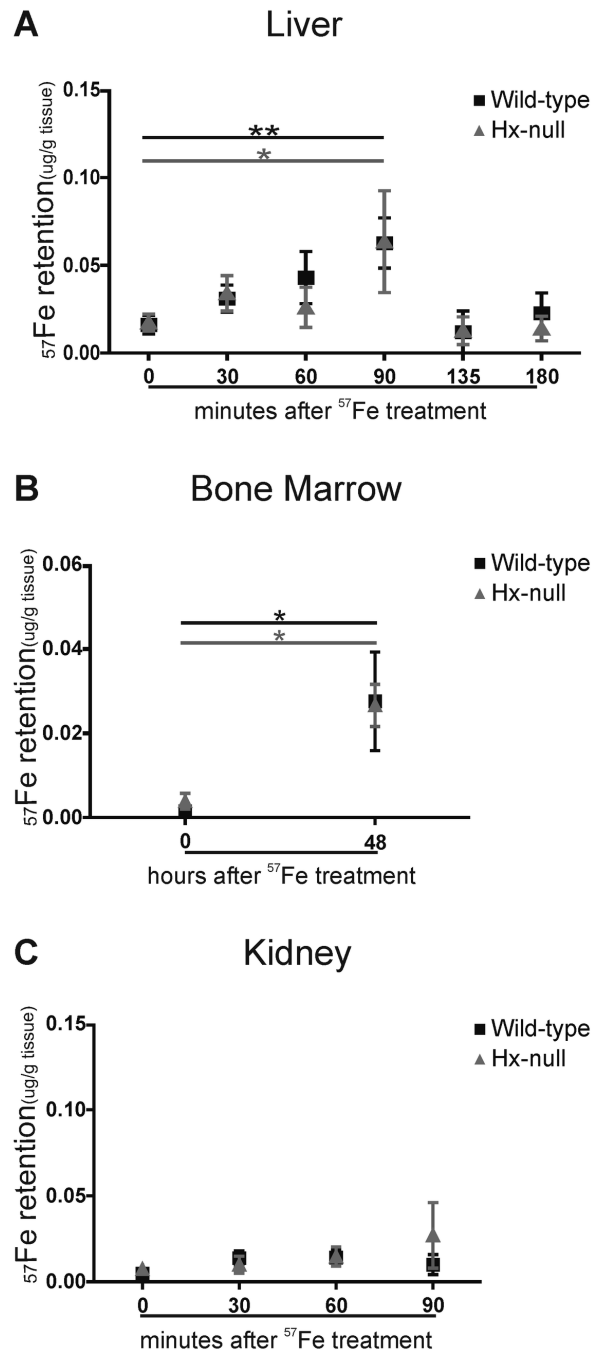 A Liver
0.15
Wild-type
Hx-null
**
*
0.10
0.05
0.00
⁵⁷Fe retention(ug/g tissue)
0 30 60 90 135 180
minutes after ⁵⁷Fe treatment
B Bone Marrow
0.06
Wild-type
Hx-null
*
*
0.04
0.02
0.00
⁵⁷Fe retention(ug/g tissue)
0 48
hours after ⁵⁷Fe treatment
C Kidney
0.15
Wild-type
Hx-null
0.10
0.05
0.00
⁵⁷Fe retention(ug/g tissue)
0 30 60 90
minutes after ⁵⁷Fe treatment